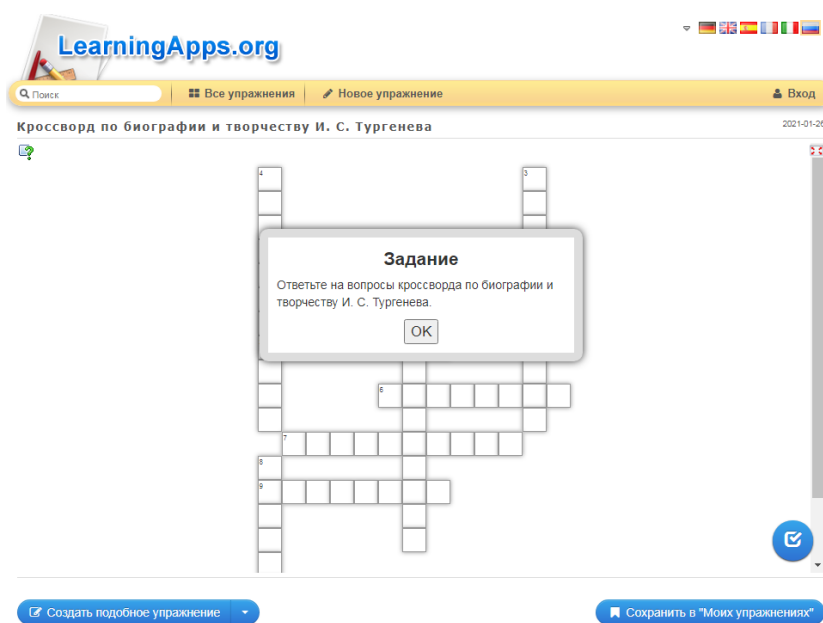 LearningApps.org
Поиск
Все упражнения
Новое упражнение
Вход
Кроссворд по биографии и творчеству И. С. Тургенева
2021-01-26
4
3
Задание
Ответьте на вопросы кроссворда по биографии и
творчеству И. С. Тургенева.
OK
6
7
8
9
Создать подобное упражнение
Сохранить в "Моих упражнениях"